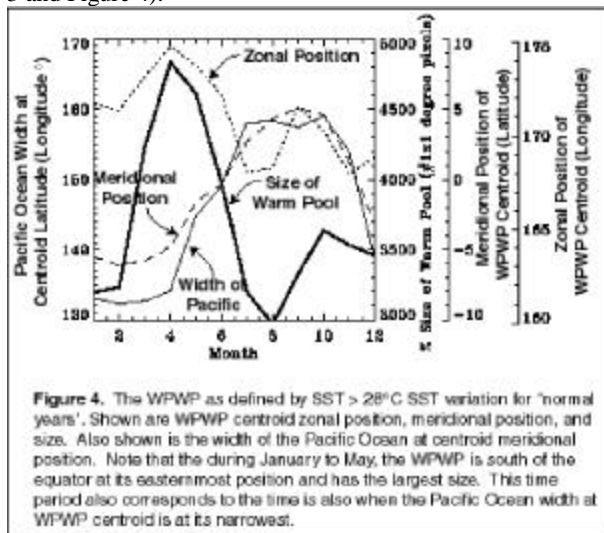 3 and Figure 4).
Pacific Ocean Width at
Centroid Latitude (Longitude °)
170
160
150
140
130
Zonal Position
Meridional
Position
Size of
Warm Pool
Width of
Pacific
2
4
6
8
10
12
Month
5000
4500
4000
3500
3000
% Size of Warm Pool (#1x1 degree pixels)
10
5
0
-5
-10
Meridional Position of
WPWP Centroid (Latitude)
175
170
165
160
Zonal Position of
WPWP Centroid (Longitude)
Figure 4. The WPWP as defined by SST > 28°C SST variation for "normal
years'. Shown are WPWP centroid zonal position, meridional position, and
size. Also shown is the width of the Pacific Ocean at centroid meridional
position. Note that the during January to May, the WPWP is south of the
equator at its easternmost position and has the largest size. This time
period also corresponds to the time is also when the Pacific Ocean width at
WPWP centroid is at its narrowest.